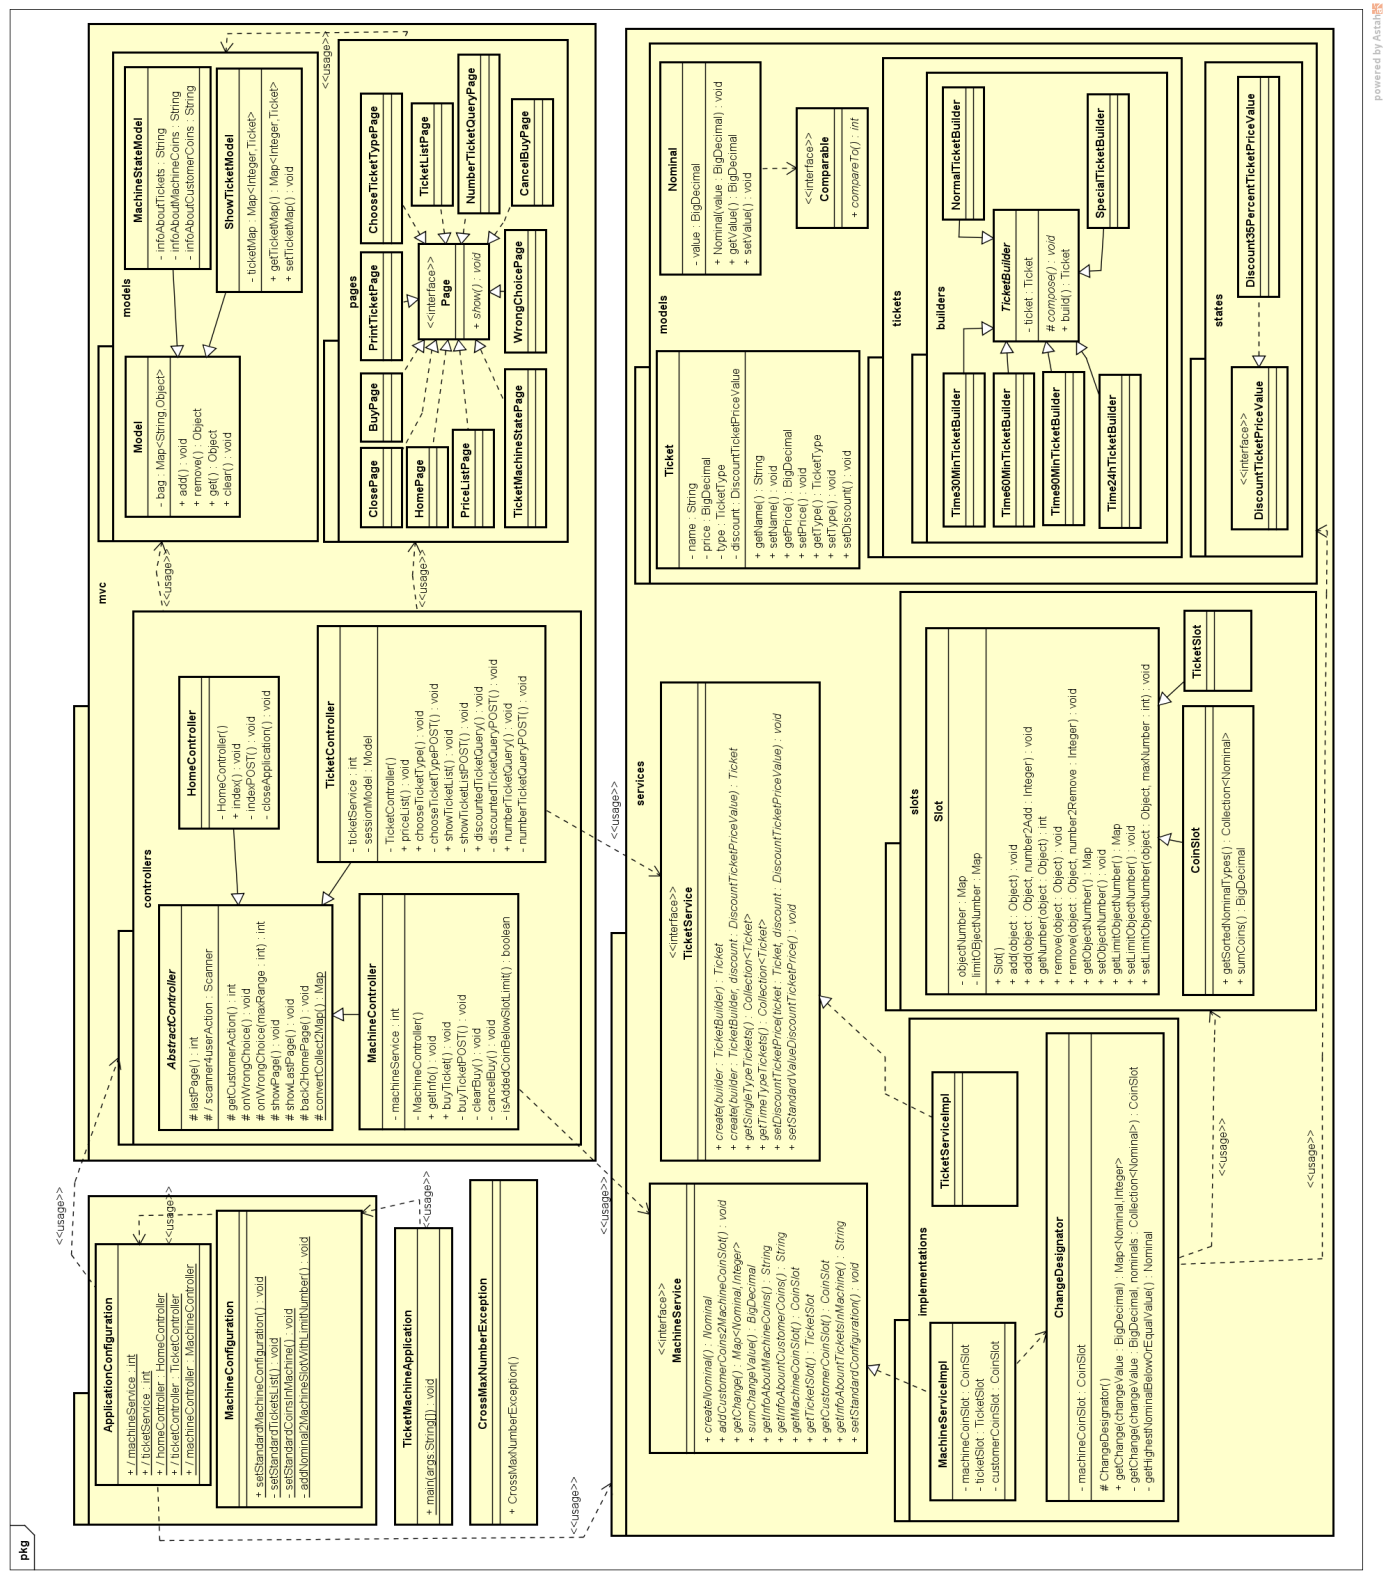 pkg
powered by Astah
ApplicationConfiguration
+ / machineService : int
+ / ticketService : int
+ / homeController : HomeController
+ / ticketController : TicketController
+ / machineController : MachineController
<<usage>>
<<usage>>
MachineConfiguration
+ setStandardMachineConfiguration() : void
- setStandardTicketsList() : void
- setStandardCoinsInMachine() : void
- addNominal2MachineSlotWithLimitNumber() : void
<<usage>>
TicketMachineApplication
+ main(args:String[]) : void
CrossMaxNumberException
+ CrossMaxNumberException()
<<usage>>
<<usage>>
mvc
controllers
AbstractController
# lastPage() : int
# / scanner4userAction : Scanner
# getCustomerAction() : int
# onWrongChoice() : void
# onWrongChoice(maxRange : int) : int
# showPage() : void
# showLastPage() : void
# back2HomePage() : void
# convertCollect2Map() : Map
HomeController
- HomeController()
+ index() : void
- indexPOST() : void
- closeApplication() : void
MachineController
- machineService : int
- MachineController()
+ getInfo() : void
+ buyTicket() : void
- buyTicketPOST() : void
- clearBuy() : void
- cancelBuy() : void
- isAddedCoinBelowSlotLimit() : boolean
TicketController
- ticketService : int
- sessionModel : Model
- TicketController()
+ priceList() : void
+ chooseTicketType() : void
- chooseTicketTypePOST() : void
+ showTicketList() : void
- showTicketListPOST() : void
+ discountedTicketQuery() : void
- discountedTicketQueryPOST() : void
+ numberTicketQuery() : void
- numberTicketQueryPOST() : void
<<usage>>
<<usage>>
<<usage>>
models
Model
- bag : Map<String,Object>
+ add() : void
+ remove() : Object
+ get() : Object
+ clear() : void
MachineStateModel
- infoAboutTickets : String
- infoAboutMachineCoins : String
- infoAboutCustomerCoins : String
ShowTicketModel
- ticketMap : Map<Integer,Ticket>
+ getTicketMap() : Map<Integer,Ticket>
+ setTicketMap() : void
<<usage>>
pages
ClosePage
BuyPage
PrintTicketPage
ChooseTicketTypePage
HomePage
<<interface>>
Page
+ show() : void
TicketListPage
PriceListPage
NumberTicketQueryPage
TicketMachineStatePage
WrongChoicePage
CancelBuyPage
<<usage>>
services
<<interface>>
MachineService
+ createNominal() : Nominal
+ addCustomerCoins2MachineCoinSlot() : void
+ getChange() : Map<Nominal,Integer>
+ sumChangeValue() : BigDecimal
+ getInfoAboutMachineCoins() : String
+ getInfoAbountCustomerCoins() : String
+ getMachineCoinSlot() : CoinSlot
+ getTicketSlot() : TicketSlot
+ getCustomerCoinSlot() : CoinSlot
+ getInfoAbountTicketsInMachine() : String
+ setStandardConfiguration() : void
<<interface>>
TicketService
+ create(builder : TicketBuilder) : Ticket
+ create(builder : TicketBuilder, discount : DiscountTicketPriceValue) : Ticket
+ getSingleTypeTickets() : Collection<Ticket>
+ getTimeTypeTickets() : Collection<Ticket>
+ setDiscountTicketPrice(ticket : Ticket, discount : DiscountTicketPriceValue) : void
+ setStandardValueDiscountTicketPrice() : void
implementations
MachineServiceImpl
- machineCoinSlot : CoinSlot
- ticketSlot : TicketSlot
- customerCoinSlot : CoinSlot
TicketServiceImpl
ChangeDesignator
- machineCoinSlot : CoinSlot
# ChangeDesignator()
+ getChange(changeValue : BigDecimal) : Map<Nominal,Integer>
- getChange(changeValue : BigDecimal, nominals : Collection<Nominal>) : CoinSlot
- getHighestNominalBelowOrEqualValue() : Nominal
<<usage>>
<<usage>>
slots
Slot
- objectNumber : Map
- limitOBjectNumber : Map
+ Slot()
+ add(object : Object) : void
+ add(object : Object, number2Add : Integer) : void
+ getNumber(object : Object) : int
+ remove(object : Object) : void
+ remove(object : Object, number2Remove : Integer) : void
+ getObjectNumber() : Map
+ setObjectNumber() : void
+ getLimitObjectNumber() : Map
+ setLimitObjectNumber() : void
+ setLimitObjectNumber(object : Object, maxNumber : int) : void
CoinSlot
+ getSortedNominalTypes() : Collection<Nominal>
+ sumCoins() : BigDecimal
TicketSlot
models
Ticket
- name : String
- price : BigDecimal
- type : TicketType
- discount : DiscountTicketPriceValue
+ getName() : String
+ setName() : void
+ getPrice() : BigDecimal
+ setPrice() : void
+ getType() : TicketType
+ setType() : void
+ setDiscount() : void
Nominal
- value : BigDecimal
+ Nominal(value : BigDecimal) : void
+ getValue() : BigDecimal
+ setValue() : void
<<interface>>
Comparable
+ compareTo() : int
tickets
builders
Time30MinTicketBuilder
Time60MinTicketBuilder
Time90MinTicketBuilder
Time24hTicketBuilder
TicketBuilder
- ticket : Ticket
# compose() : void
+ build() : Ticket
NormalTicketBuilder
SpecialTicketBuilder
states
<<interface>>
DiscountTicketPriceValue
Discount35PercentTicketPriceValue